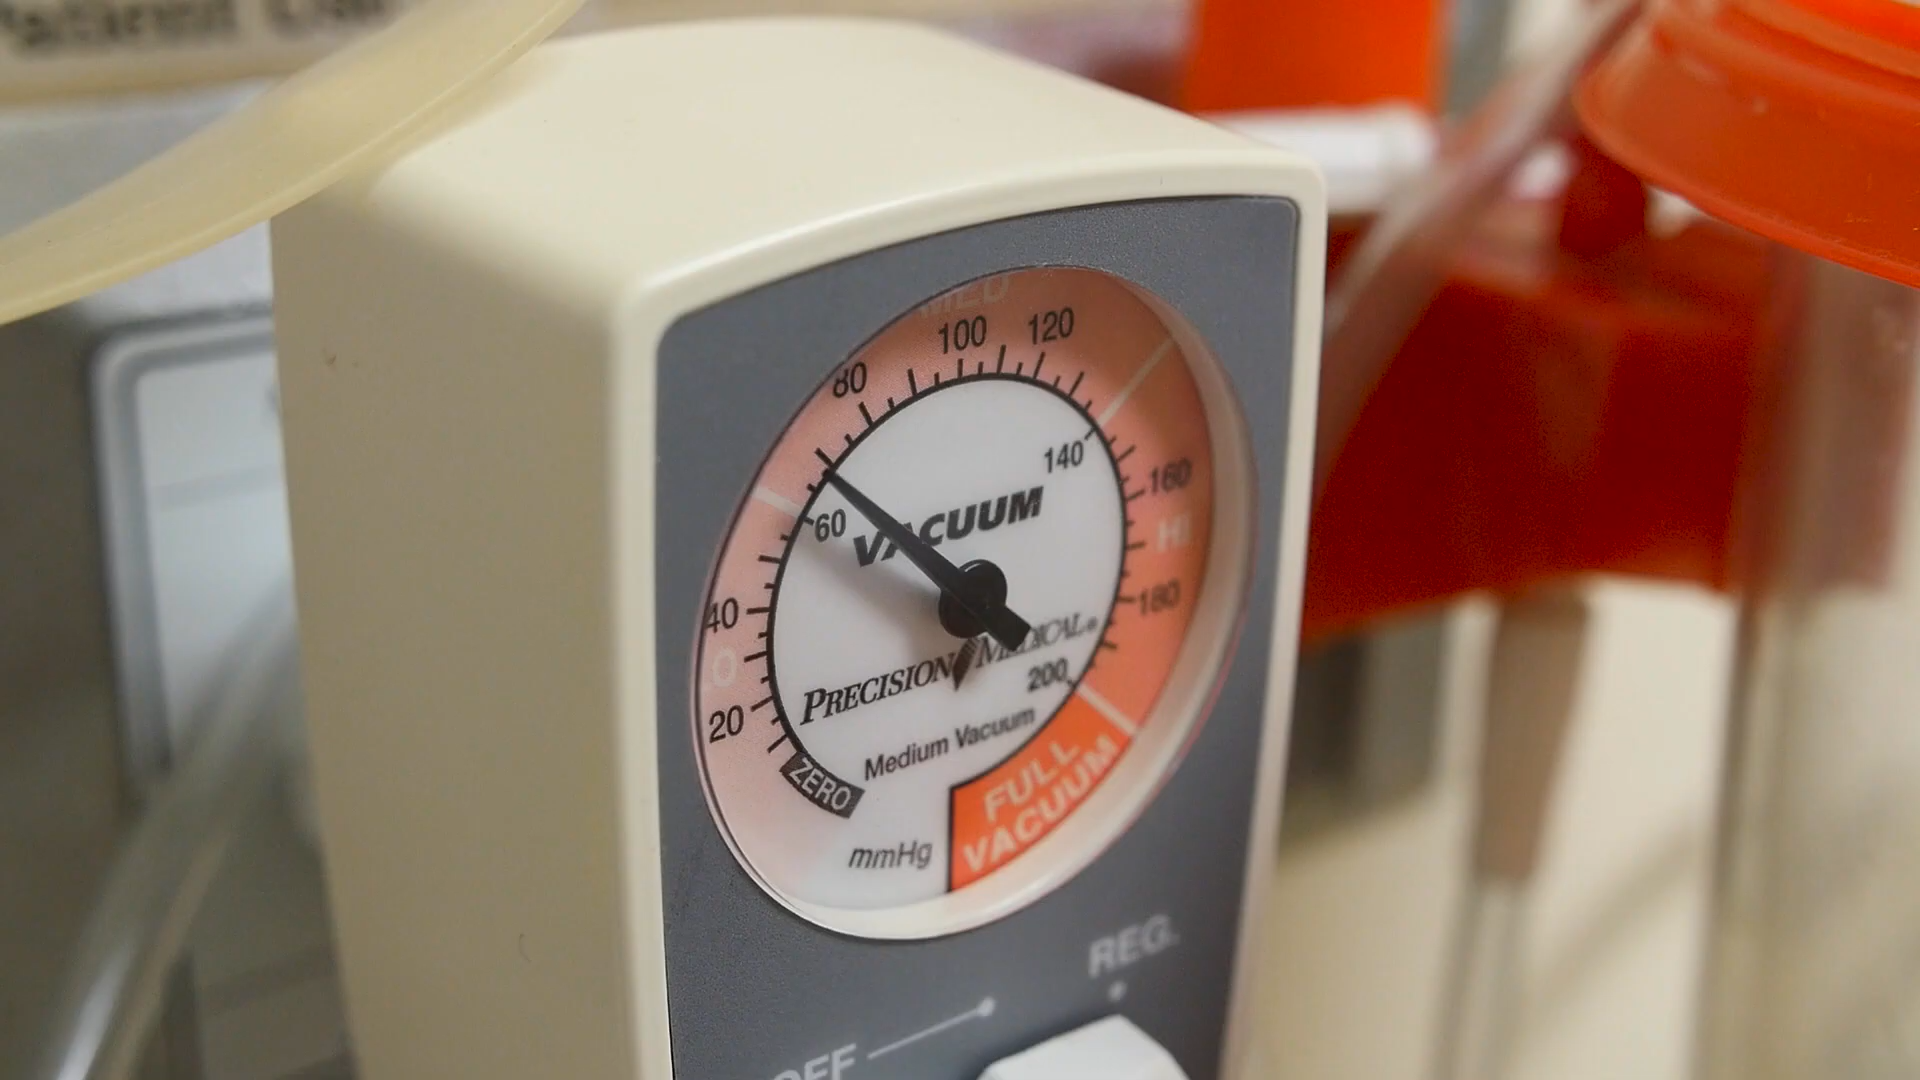 MED
100 120
80
140
160
60
VACUUM
HI
180
40
PRECISION MEDICAL®
200
20
Medium Vacuum
ZERO
FULL
VACUUM
mmHg
REG.
OFF